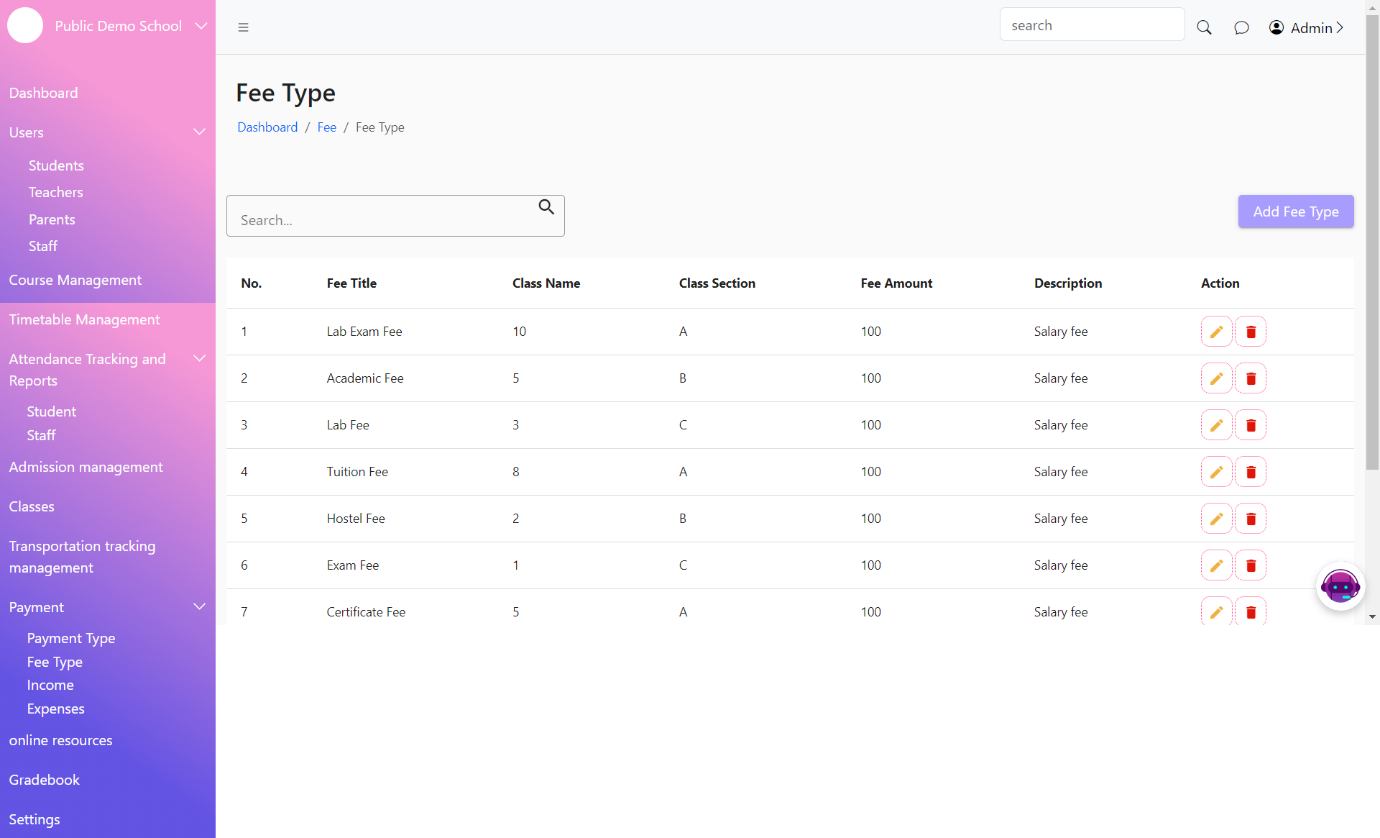 Public Demo School
search
Admin
Dashboard
Users
Students
Teachers
Parents
Staff
Course Management
Timetable Management
Attendance Tracking and
Reports
Student
Staff
Admission management
Classes
Transportation tracking
management
Payment
Payment Type
Fee Type
Income
Expenses
online resources
Gradebook
Settings
Fee Type
Dashboard / Fee / Fee Type
Search...
Add Fee Type
No. Fee Title Class Name Class Section Fee Amount Description Action
1 Lab Exam Fee 10 A 100 Salary fee
2 Academic Fee 5 B 100 Salary fee
3 Lab Fee 3 C 100 Salary fee
4 Tuition Fee 8 A 100 Salary fee
5 Hostel Fee 2 B 100 Salary fee
6 Exam Fee 1 C 100 Salary fee
7 Certificate Fee 5 A 100 Salary fee